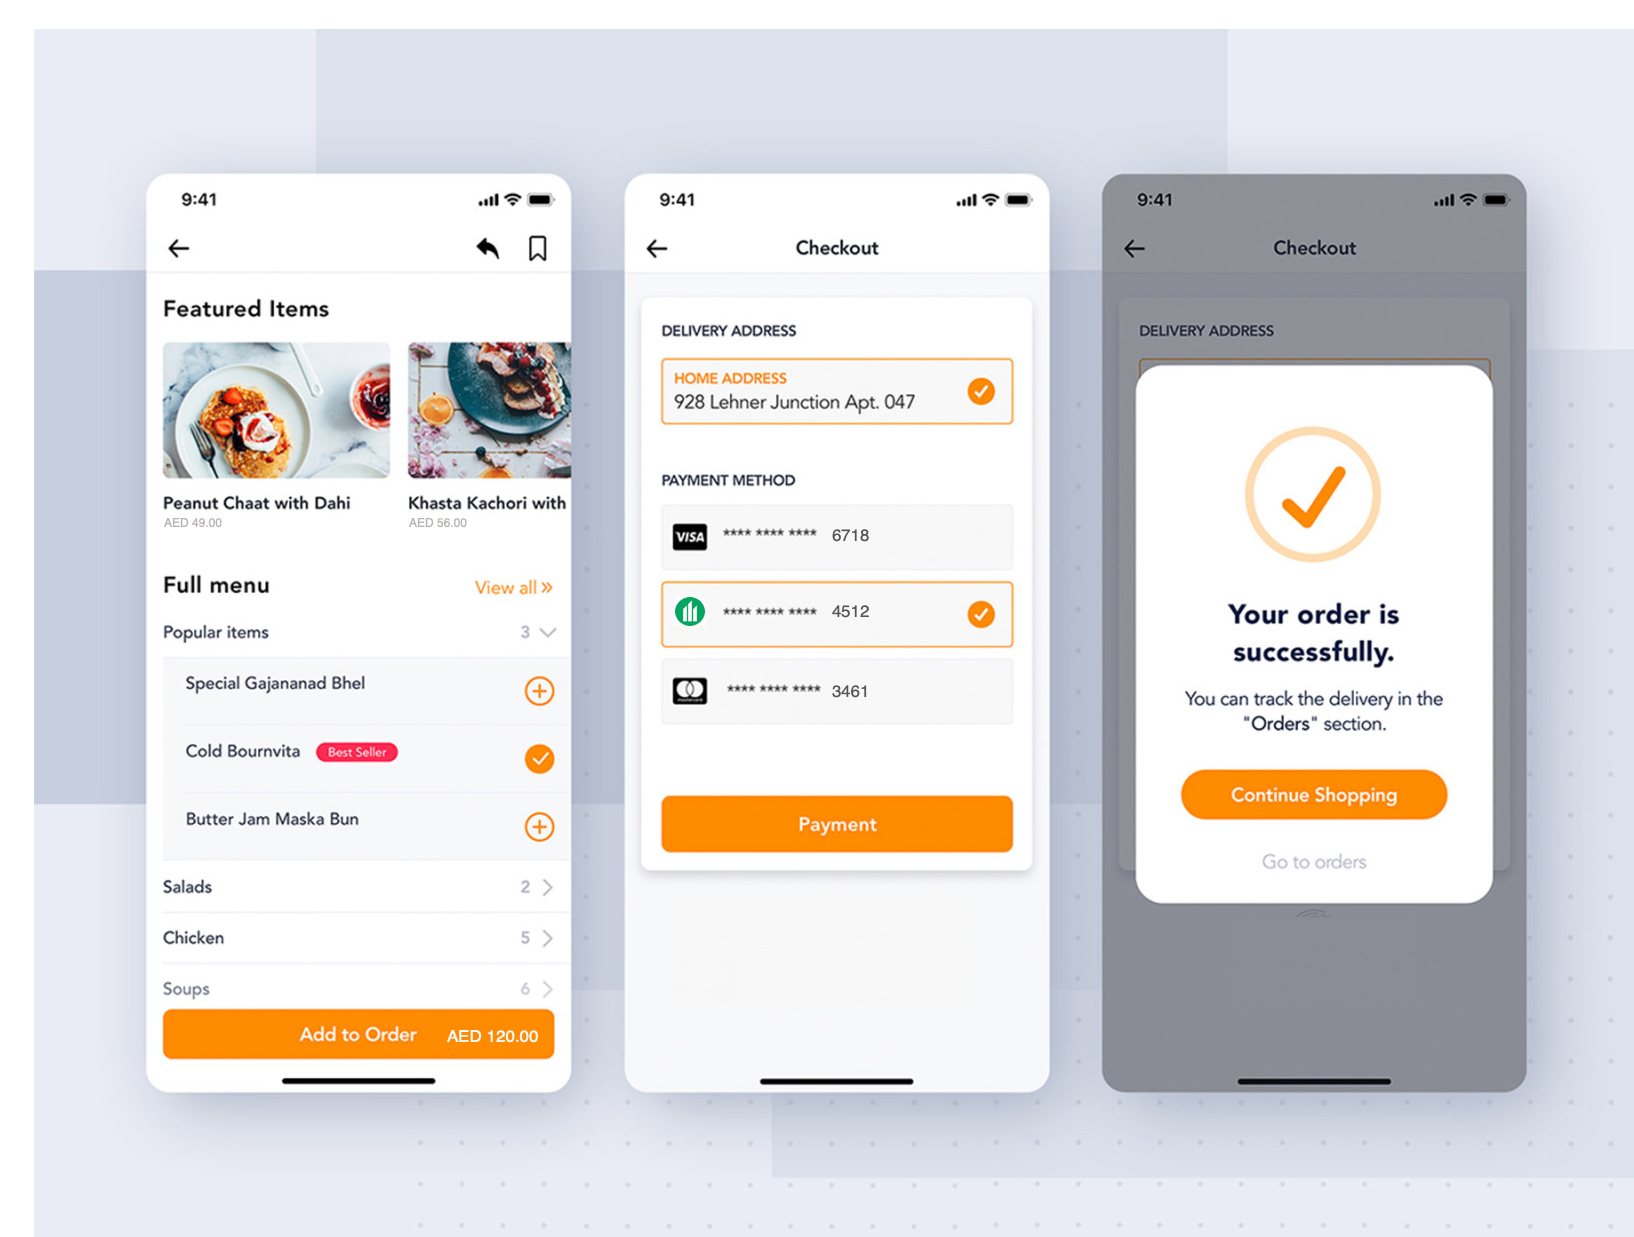 9:41
Featured Items
Peanut Chaat with Dahi
AED 49.00
Khasta Kachori with
AED 56.00
Full menu
View all »
Popular items 3
Special Gajananad Bhel
Cold Bournvita Best Seller
Butter Jam Maska Bun
Salads 2
Chicken 5
Soups 6
Add to Order AED 120.00
9:41
Checkout
DELIVERY ADDRESS
HOME ADDRESS
928 Lehner Junction Apt. 047
PAYMENT METHOD
VISA **** **** **** 6718
**** **** **** 4512
**** **** **** 3461
Payment
9:41
Checkout
DELIVERY ADDRESS
Your order is
successfully.
You can track the delivery in the
"Orders" section.
Continue Shopping
Go to orders